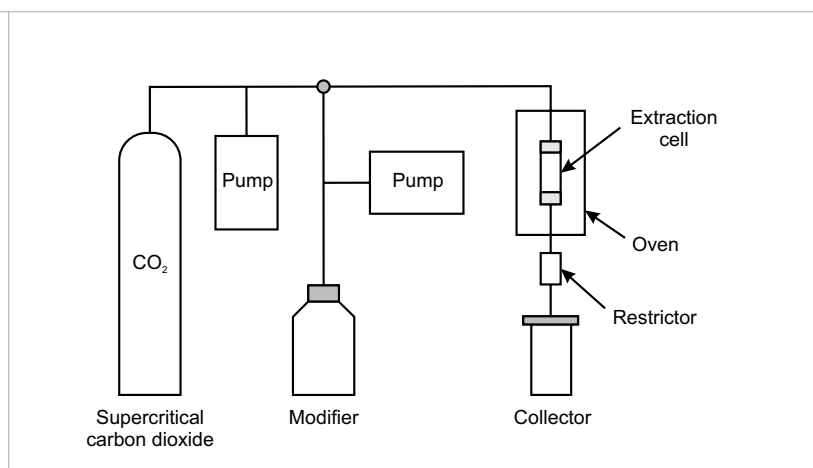 Extraction
cell
Pump
Pump
Oven
CO₂
Restrictor
Supercritical
carbon dioxide
Modifier
Collector